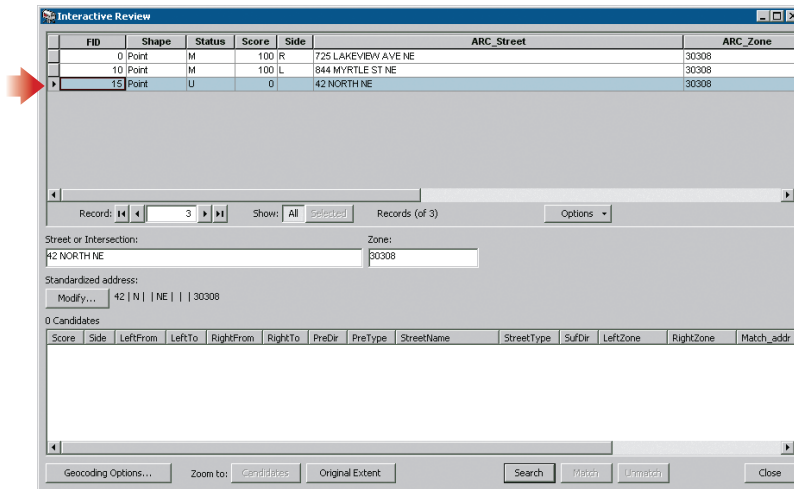 Interactive Review
FID Shape Status Score Side ARC_Street ARC_Zone
0 Point M 100 R 725 LAKEVIEW AVE NE 30308
10 Point M 100 L 844 MYRTLE ST NE 30308
15 Point U 0 42 NORTH NE 30308
Record: 3 Show: All Selected Records (of 3) Options
Street or Intersection: Zone:
42 NORTH NE 30308
Standardized address:
Modify... 42 | N | | NE | | | 30308
0 Candidates
Score Side LeftFrom LeftTo RightFrom RightTo PreDir PreType StreetName StreetType SufDir LeftZone RightZone Match_addr
Geocoding Options... Zoom to: Candidates Original Extent Search Match Unmatch Close